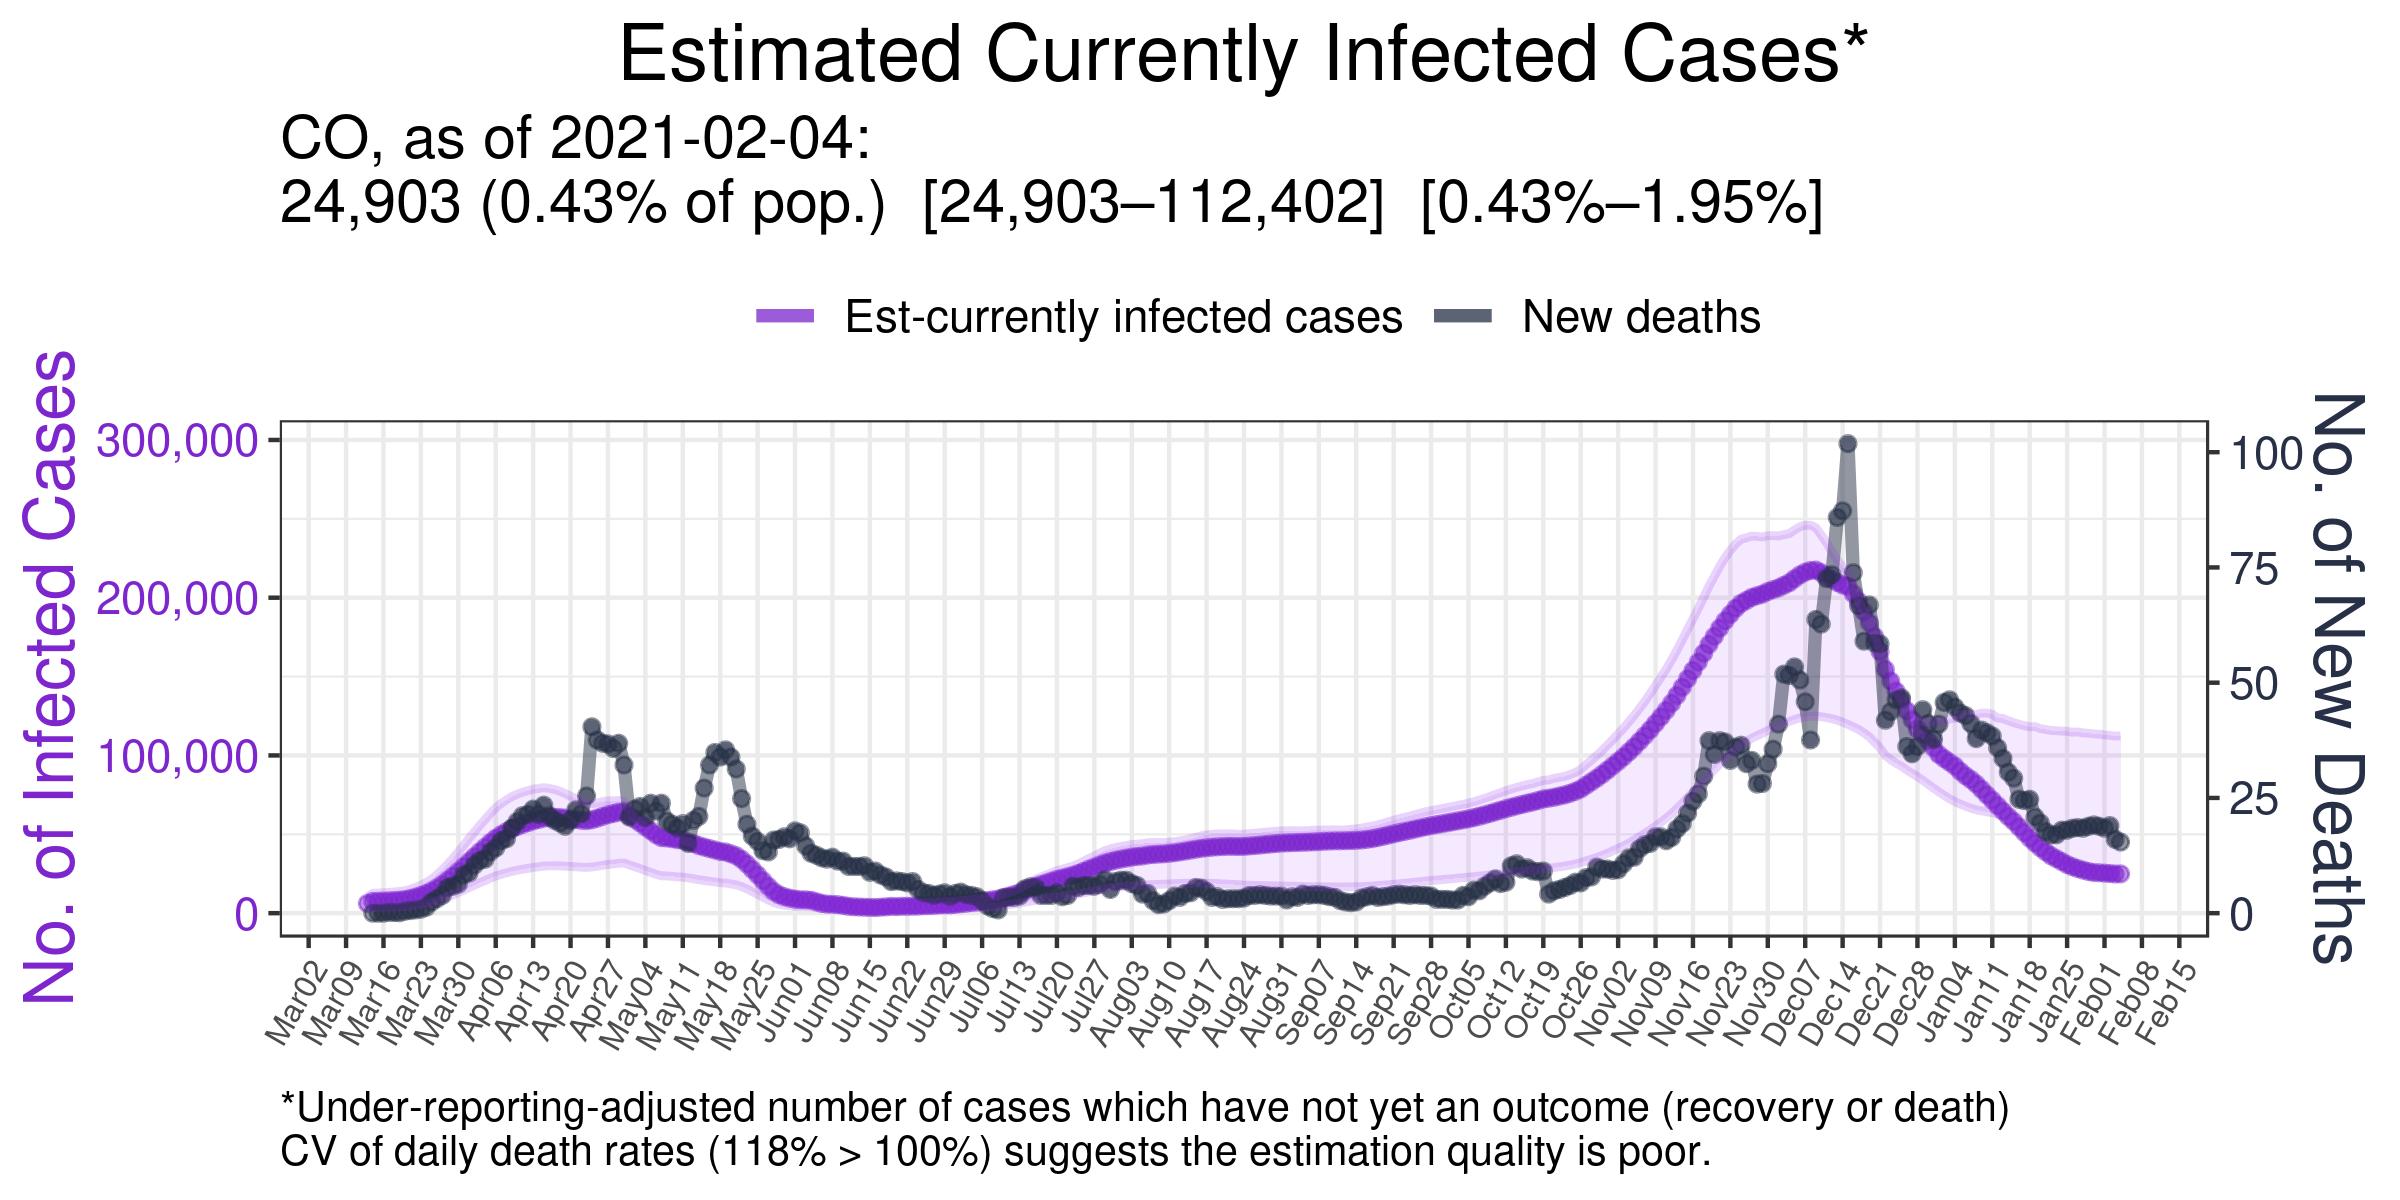 Estimated Currently Infected Cases*
CO, as of 2021-02-04:
24,903 (0.43% of pop.) [24,903–112,402] [0.43%–1.95%]
Est-currently infected cases
New deaths
No. of Infected Cases
300,000
200,000
100,000
0
100
75
50
25
0
No. of New Deaths
Mar02
Mar09
Mar16
Mar23
Mar30
Apr06
Apr13
Apr20
Apr27
May04
May11
May18
May25
Jun01
Jun08
Jun15
Jun22
Jun29
Jul06
Jul13
Jul20
Jul27
Aug03
Aug10
Aug17
Aug24
Aug31
Sep07
Sep14
Sep21
Sep28
Oct05
Oct12
Oct19
Oct26
Nov02
Nov09
Nov16
Nov23
Nov30
Dec07
Dec14
Dec21
Dec28
Jan04
Jan11
Jan18
Jan25
Feb01
Feb08
Feb15
*Under-reporting-adjusted number of cases which have not yet an outcome (recovery or death)
CV of daily death rates (118% > 100%) suggests the estimation quality is poor.